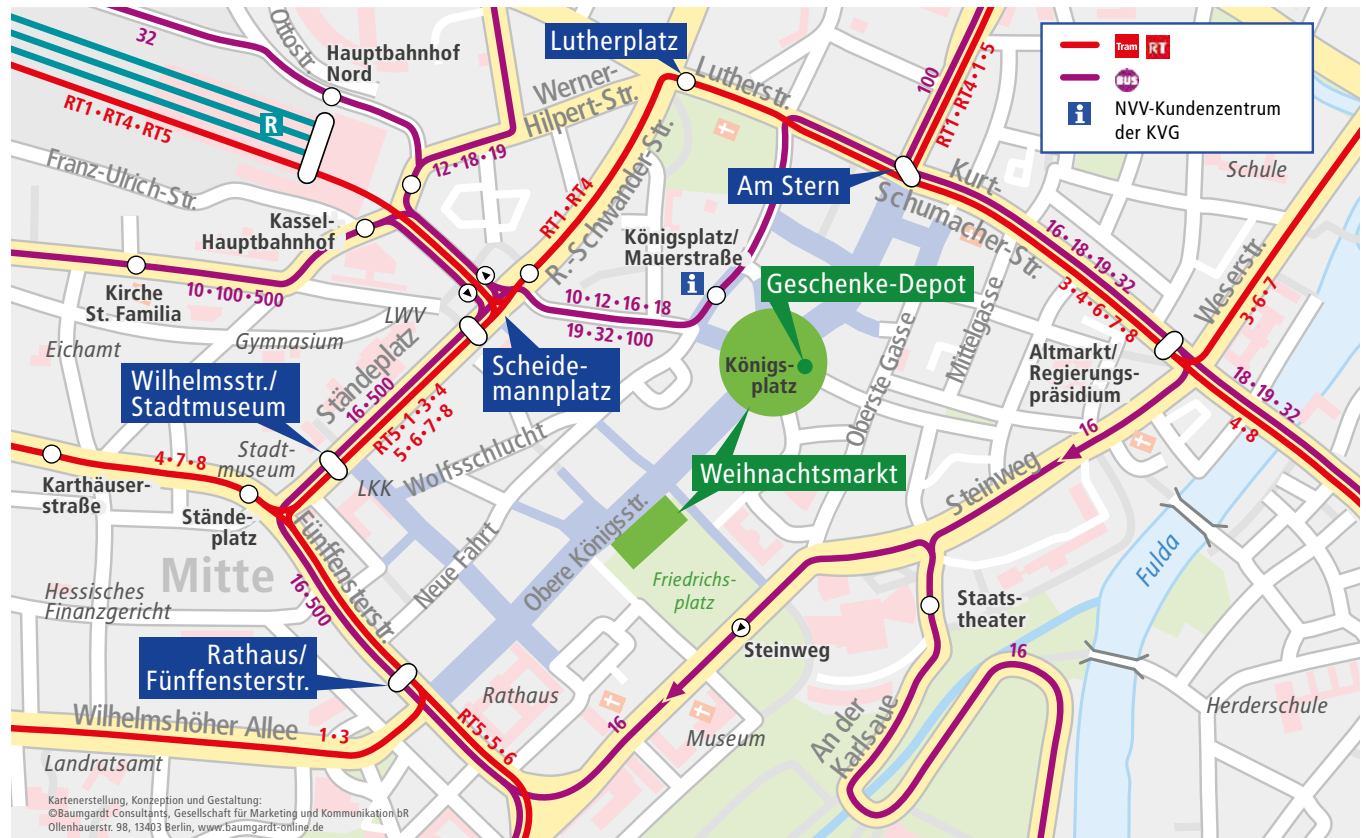 32
Ottostr.
Hauptbahnhof
Nord
Lutherplatz
Lutherstr.
Werner-
Hilpert-Str.
100
RT1•RT4•1•5
Tram RT
BUS
i
NVV-Kundenzentrum
der KVG
R
RT1•RT4•RT5
Franz-Ulrich-Str.
12•18•19
Kassel-
Hauptbahnhof
RT1•RT4
R.-Schwander-Str.
Am Stern
Kurt-
Schumacher-Str.
Schule
Königsplatz/
Mauerstraße
i
16•18•19•32
3•4•6•7•8
Weserstr.
3•6•7
Kirche
St. Familia
10•100•500
LWV
10•12•16•18
19•32•100
Geschenke-Depot
Eichamt
Gymnasium
Ständeplatz
Scheide-
mannplatz
Königs-
platz
Oberste Gasse
Mittelgasse
Altmarkt/
Regierungs-
präsidium
Wilhelmsstr./
Stadtmuseum
16•500
RT5•1•3•4
5•6•7•8
18•19•32
4•8
16
Stadt-
museum
4•7•8
Karthäuser-
straße
LKK
Wolfsschlucht
Weihnachtsmarkt
Steinweg
Stände-
platz
Fünffensterstr.
Mitte
Neue Fahrt
Obere Königsstr.
Friedrichs-
platz
Fulda
Hessisches
Finanzgericht
16•500
Staats-
theater
Steinweg
16
Rathaus/
Fünffensterstr.
Rathaus
Herderschule
Wilhelmshöher Allee
1•3
RT5•5•6
16
Museum
An der
Karlsaue
Landratsamt
Kartenerstellung, Konzeption und Gestaltung:
©Baumgardt Consultants, Gesellschaft für Marketing und Kommunikation bR
Ollenhauerstr. 98, 13403 Berlin, www.baumgardt-online.de